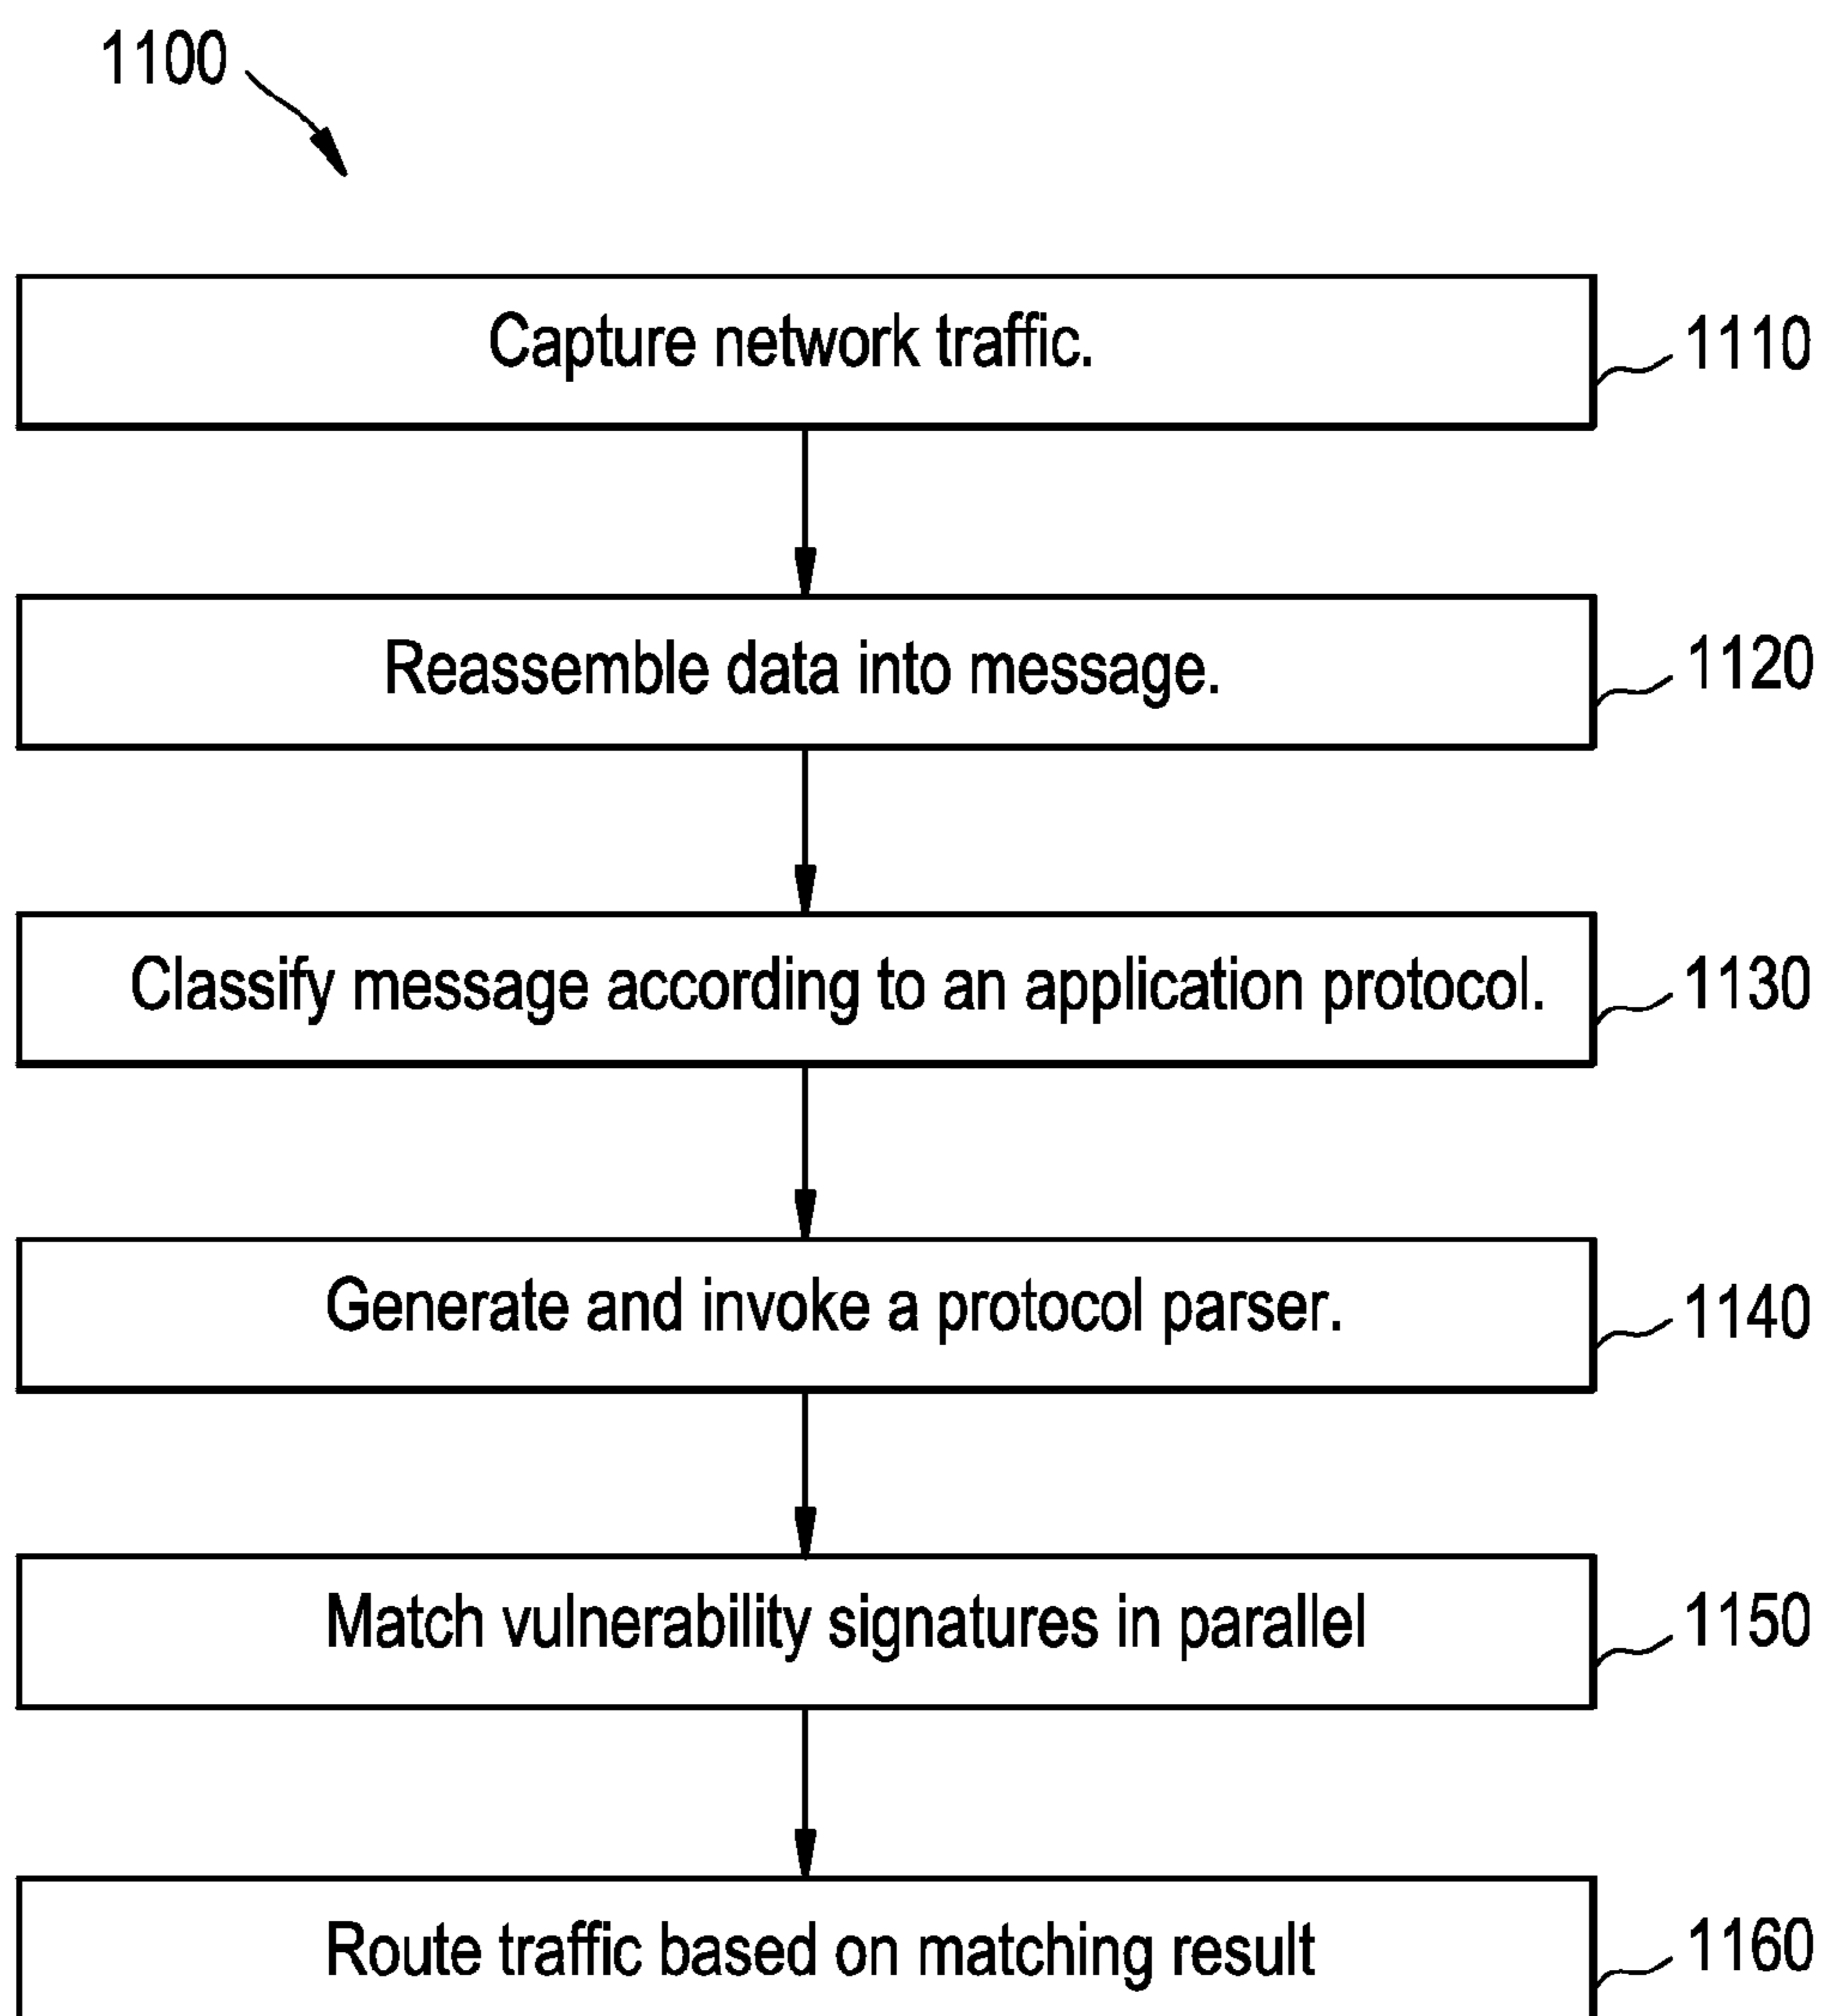 1100
Capture network traffic.
1110
Reassemble data into message.
1120
Classify message according to an application protocol.
1130
Generate and invoke a protocol parser.
1140
Match vulnerability signatures in parallel
1150
Route traffic based on matching result
1160